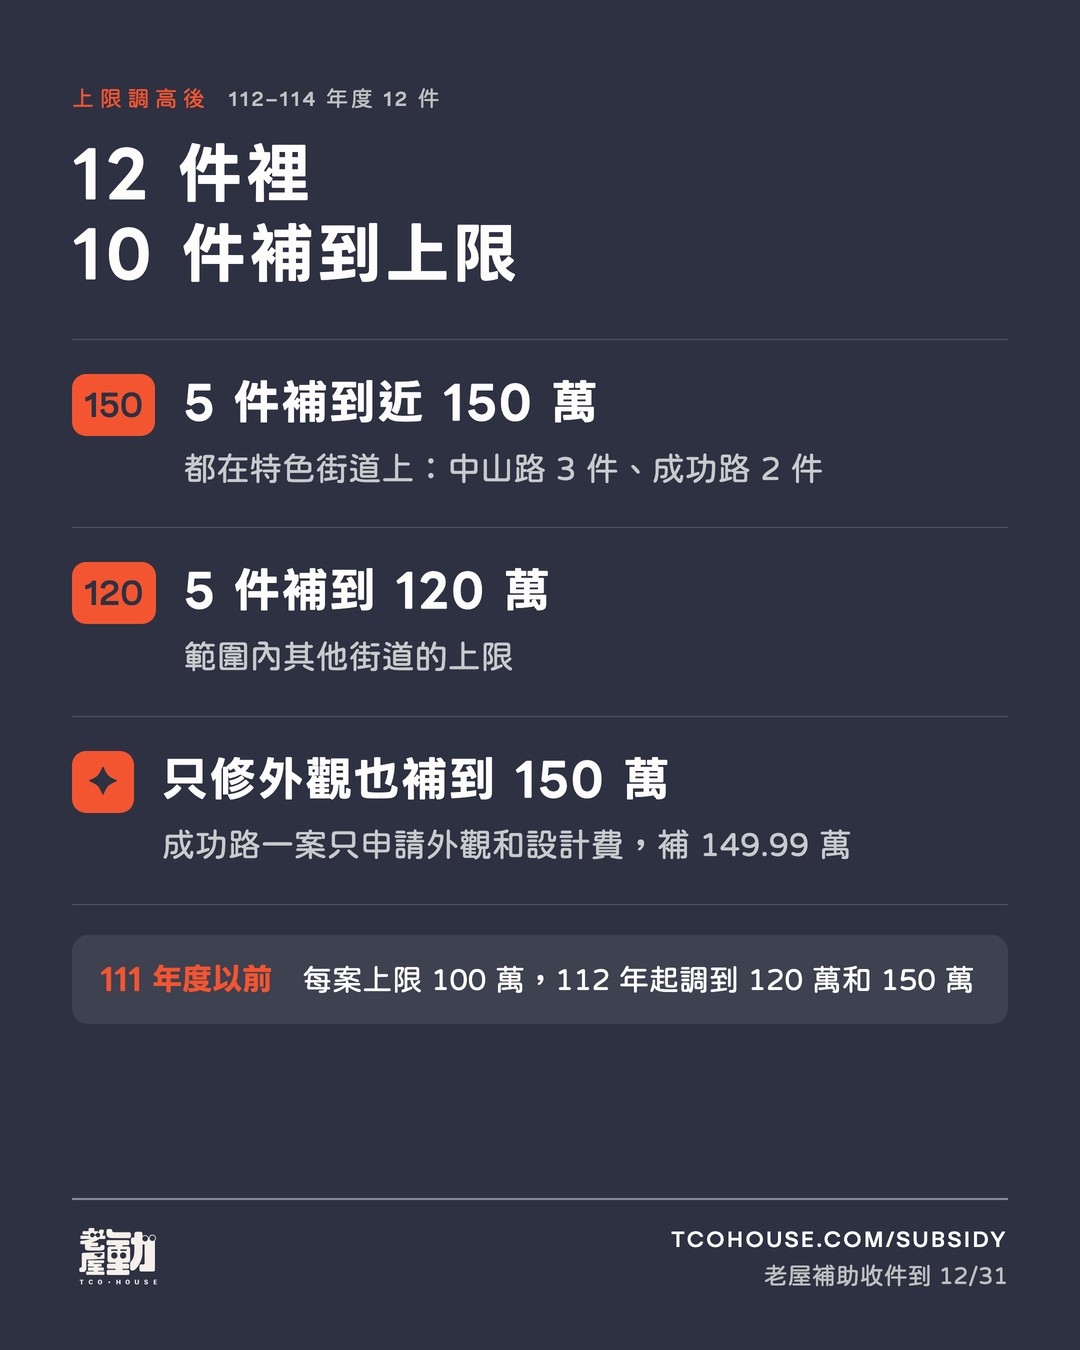 上限調高後 112–114 年度 12 件
12 件裡
10 件補到上限
150 5 件補到近 150 萬
都在特色街道上：中山路 3 件、成功路 2 件
120 5 件補到 120 萬
範圍內其他街道的上限
只修外觀也補到 150 萬
成功路一案只申請外觀和設計費，補 149.99 萬
111 年度以前 每案上限 100 萬，112 年起調到 120 萬和 150 萬
老屋動
TCO·HOUSE
TCOHOUSE.COM/SUBSIDY
老屋補助收件到 12/31